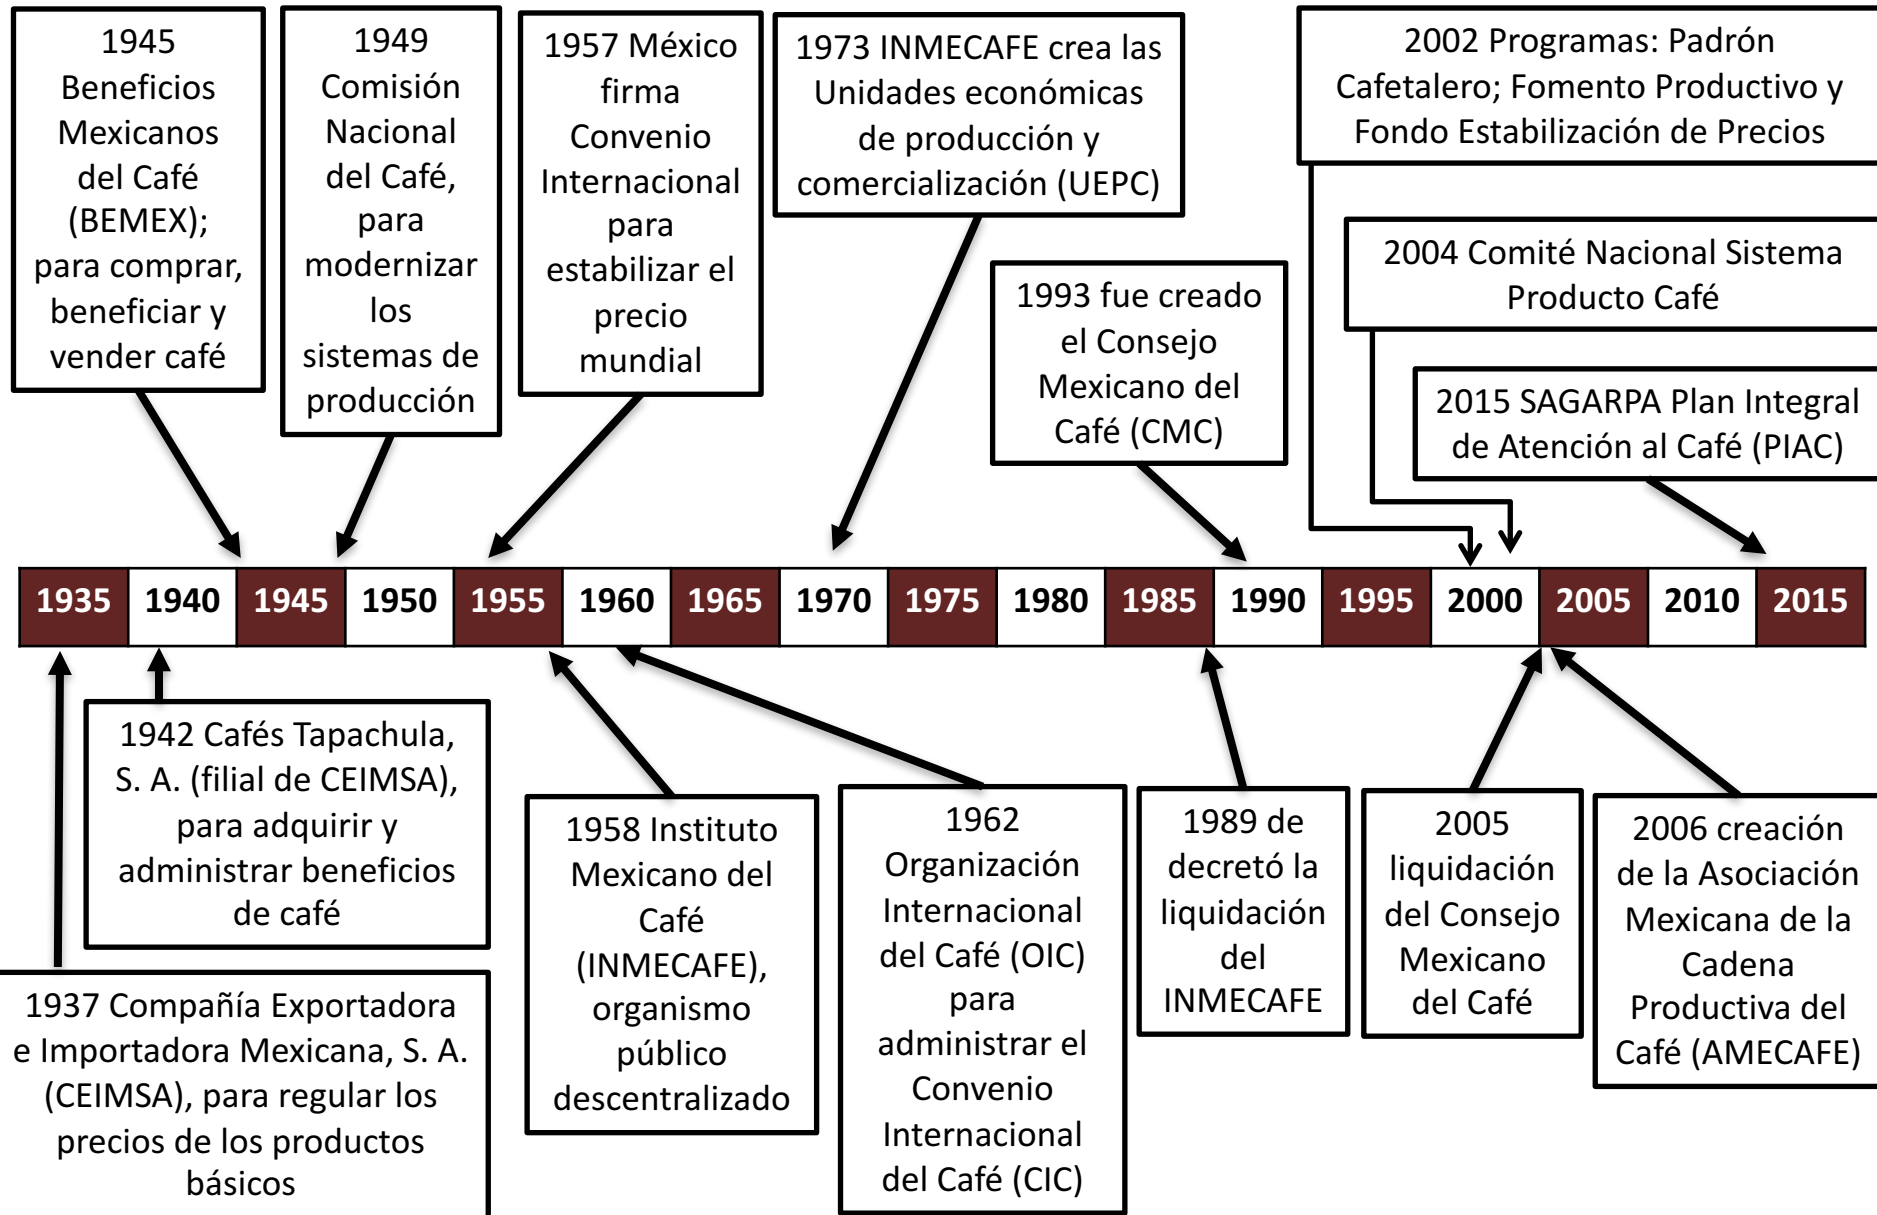 1945
Beneficios
Mexicanos
del Café
(BEMEX);
para comprar,
beneficiar y
vender café
1949
Comisión
Nacional
del Café,
para
modernizar
los
sistemas de
producción
1957 México
firma
Convenio
Internacional
para
estabilizar el
precio
mundial
1973 INMECAFE crea las
Unidades económicas
de producción y
comercialización (UEPC)
1993 fue creado
el Consejo
Mexicano del
Café (CMC)
2002 Programas: Padrón
Cafetalero; Fomento Productivo y
Fondo Estabilización de Precios
2004 Comité Nacional Sistema
Producto Café
2015 SAGARPA Plan Integral
de Atención al Café (PIAC)
1935 1940 1945 1950 1955 1960 1965 1970 1975 1980 1985 1990 1995 2000 2005 2010 2015
1937 Compañía Exportadora
e Importadora Mexicana, S. A.
(CEIMSA), para regular los
precios de los productos
básicos
1942 Cafés Tapachula,
S. A. (filial de CEIMSA),
para adquirir y
administrar beneficios
de café
1958 Instituto
Mexicano del
Café
(INMECAFE),
organismo
público
descentralizado
1962
Organización
Internacional
del Café (OIC)
para
administrar el
Convenio
Internacional
del Café (CIC)
1989 de
decretó la
liquidación
del
INMECAFE
2005
liquidación
del Consejo
Mexicano
del Café
2006 creación
de la Asociación
Mexicana de la
Cadena
Productiva del
Café (AMECAFE)